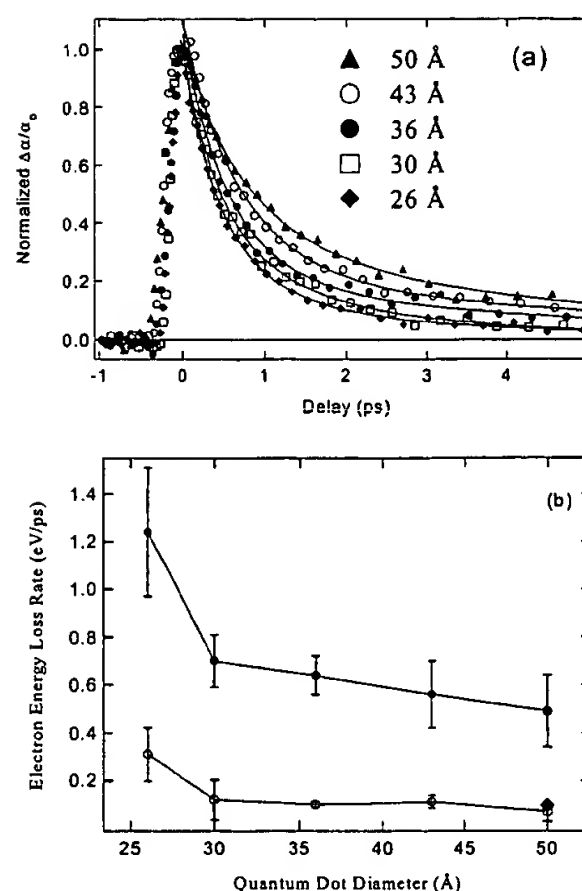 (a)
▲ 50 Å
○ 43 Å
● 36 Å
□ 30 Å
◆ 26 Å
Normalized Δα/α₀
1.0
0.8
0.6
0.4
0.2
0.0
-1 0 1 2 3 4
Delay (ps)
(b)
Electron Energy Loss Rate (eV/ps)
1.4
1.2
1.0
0.8
0.6
0.4
0.2
25 30 35 40 45 50
Quantum Dot Diameter (Å)